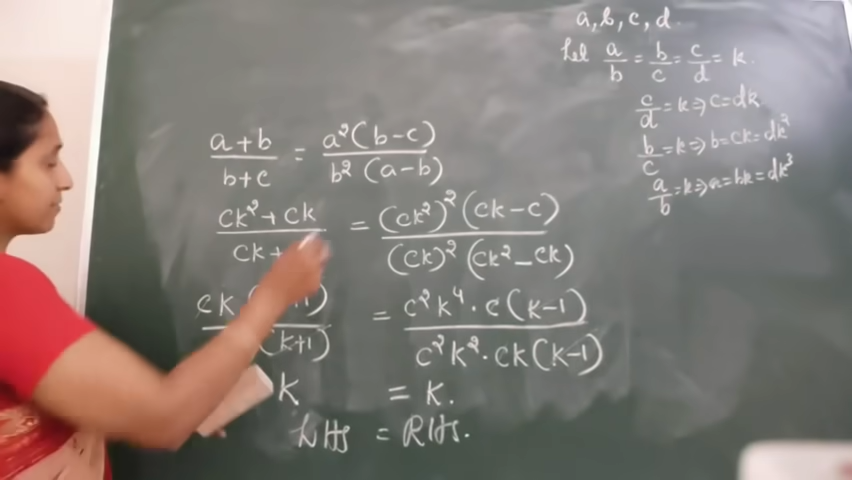 a, b, c, d.
Let a/b = b/c = c/d = k.
c/d = k ⇒ c = dk
b/c = k ⇒ b = ck = dk²
a/b = k ⇒ a = bk = dk³
(a+b)/(b+c) = a²(b-c)/b²(a-b)
(ck²+ck)/(ck+ = (ck²)²(ck-c)/(ck)²(ck²-ck)
ck +1)/(k+1) = c²k⁴·c(k-1)/c²k²·ck(k-1)
k = k.
LHS = RHS.